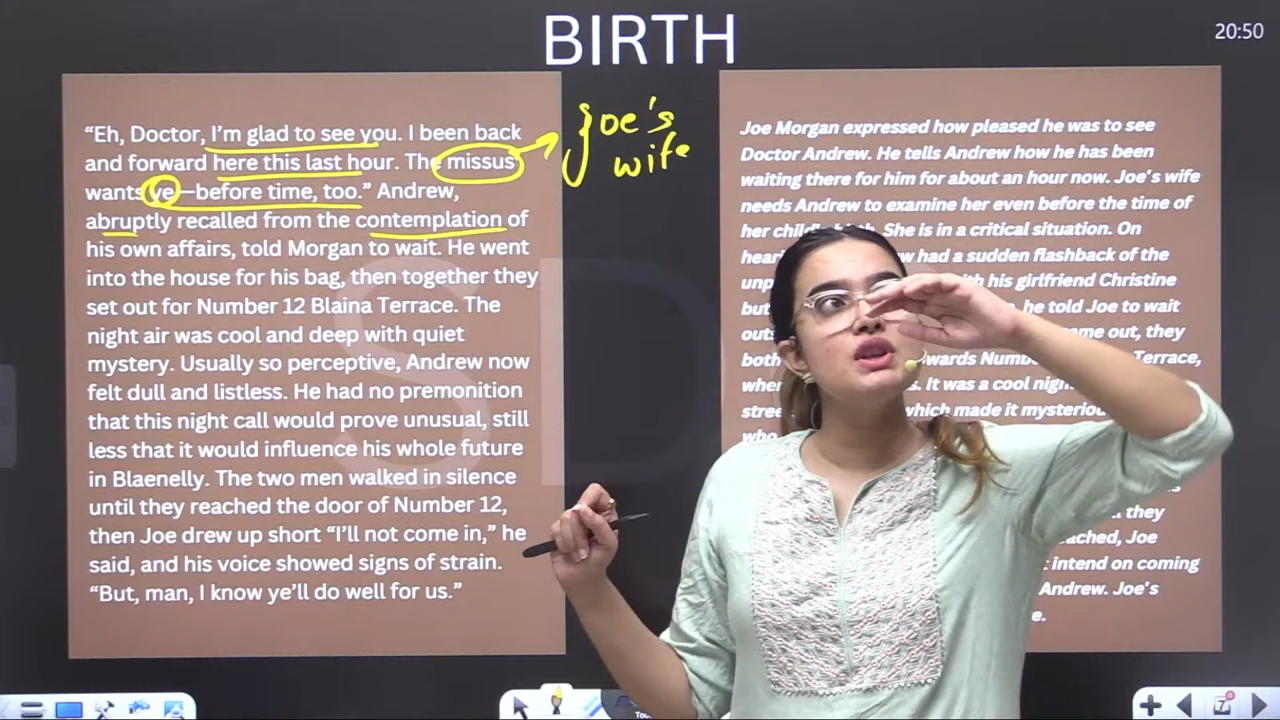 BIRTH
20:50
“Eh, Doctor, I’m glad to see you. I been back
and forward here this last hour. The missus
wants ye—before time, too.” Andrew,
abruptly recalled from the contemplation of
his own affairs, told Morgan to wait. He went
into the house for his bag, then together they
set out for Number 12 Blaina Terrace. The
night air was cool and deep with quiet
mystery. Usually so perceptive, Andrew now
felt dull and listless. He had no premonition
that this night call would prove unusual, still
less that it would influence his whole future
in Blaenelly. The two men walked in silence
until they reached the door of Number 12,
then Joe drew up short “I’ll not come in,” he
said, and his voice showed signs of strain.
“But, man, I know ye’ll do well for us.”
Joe's
wife
Joe Morgan expressed how pleased he was to see
Doctor Andrew. He tells Andrew how he has been
waiting there for him for about an hour now. Joe’s wife
needs Andrew to examine her even before the time of
her She is in a critical situation. On
had a sudden flashback of the
his girlfriend Christine
he told Joe to wait
came out, they
both Terrace,
It was a cool
which made it
who
they
Joe
intend on coming
Andrew. Joe’s
SD